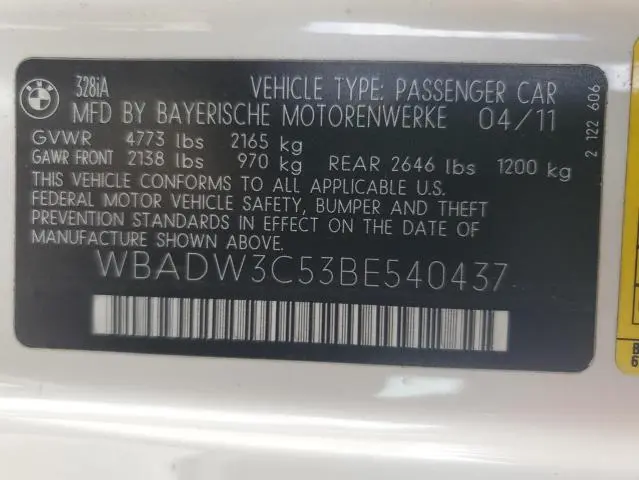 BMW
328iA VEHICLE TYPE: PASSENGER CAR
MFD BY BAYERISCHE MOTORENWERKE 04/11
GVWR 4773 lbs 2165 kg
GAWR FRONT 2138 lbs 970 kg REAR 2646 lbs 1200 kg
THIS VEHICLE CONFORMS TO ALL APPLICABLE U.S.
FEDERAL MOTOR VEHICLE SAFETY, BUMPER AND THEFT
PREVENTION STANDARDS IN EFFECT ON THE DATE OF
MANUFACTURE SHOWN ABOVE.
WBADW3C53BE540437
2 122 606